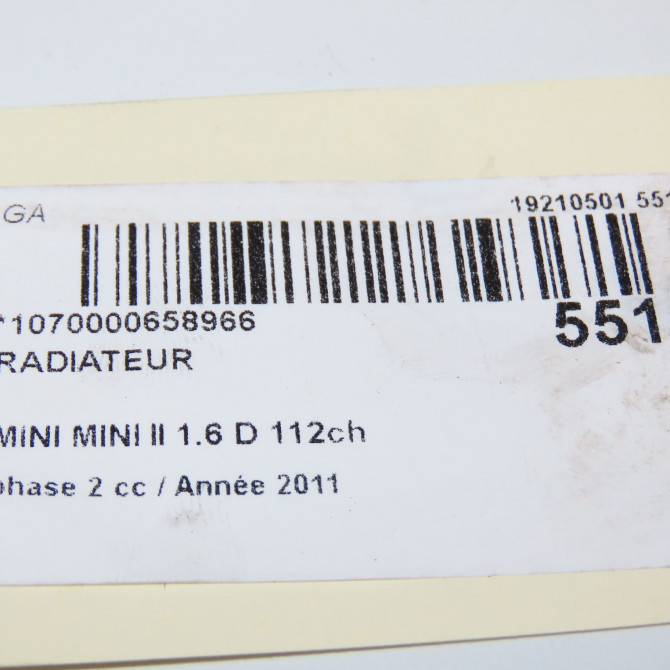 GA
19210501 551
*1070000658966
551
RADIATEUR
MINI MINI II 1.6 D 112ch
phase 2 cc / Année 2011